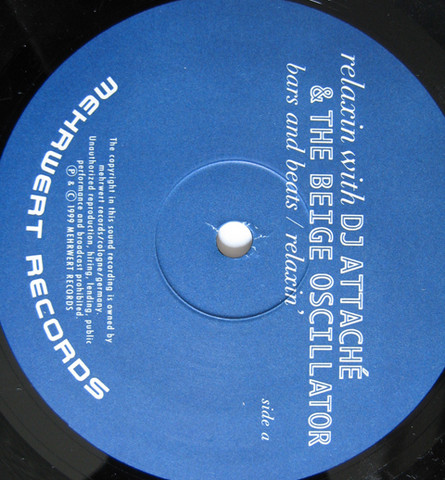 relaxin with DJ ATTACHÉ
& THE BEIGE OSCILLATOR
bars and beats / relaxin'
side a
The copyright in this sound recording is owned by
mehrwert records/cologne/germany.
Unauthorized reproduction, hiring, lending, public
performance and broadcast prohibited.
℗ & © 1999 MEHRWERT RECORDS
MEHRWERT RECORDS